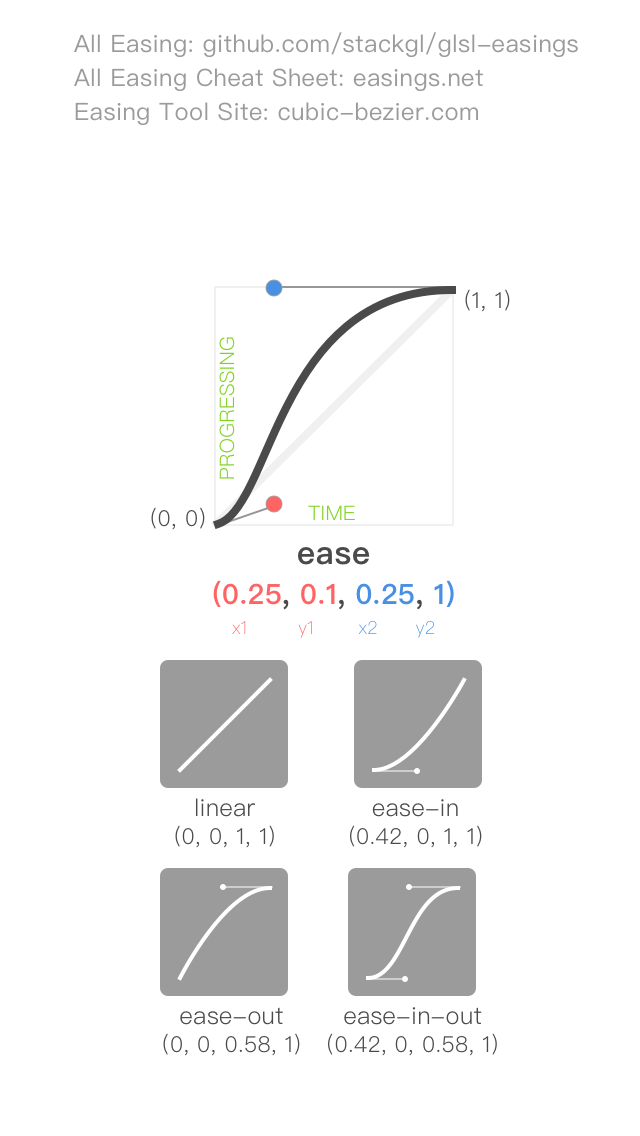 All Easing: github.com/stackgl/glsl-easings
All Easing Cheat Sheet: easings.net
Easing Tool Site: cubic-bezier.com
(1, 1)
PROGRESSING
(0, 0)
TIME
ease
(0.25, 0.1, 0.25, 1)
x1 y1 x2 y2
linear
(0, 0, 1, 1)
ease-in
(0.42, 0, 1, 1)
ease-out
(0, 0, 0.58, 1)
ease-in-out
(0.42, 0, 0.58, 1)